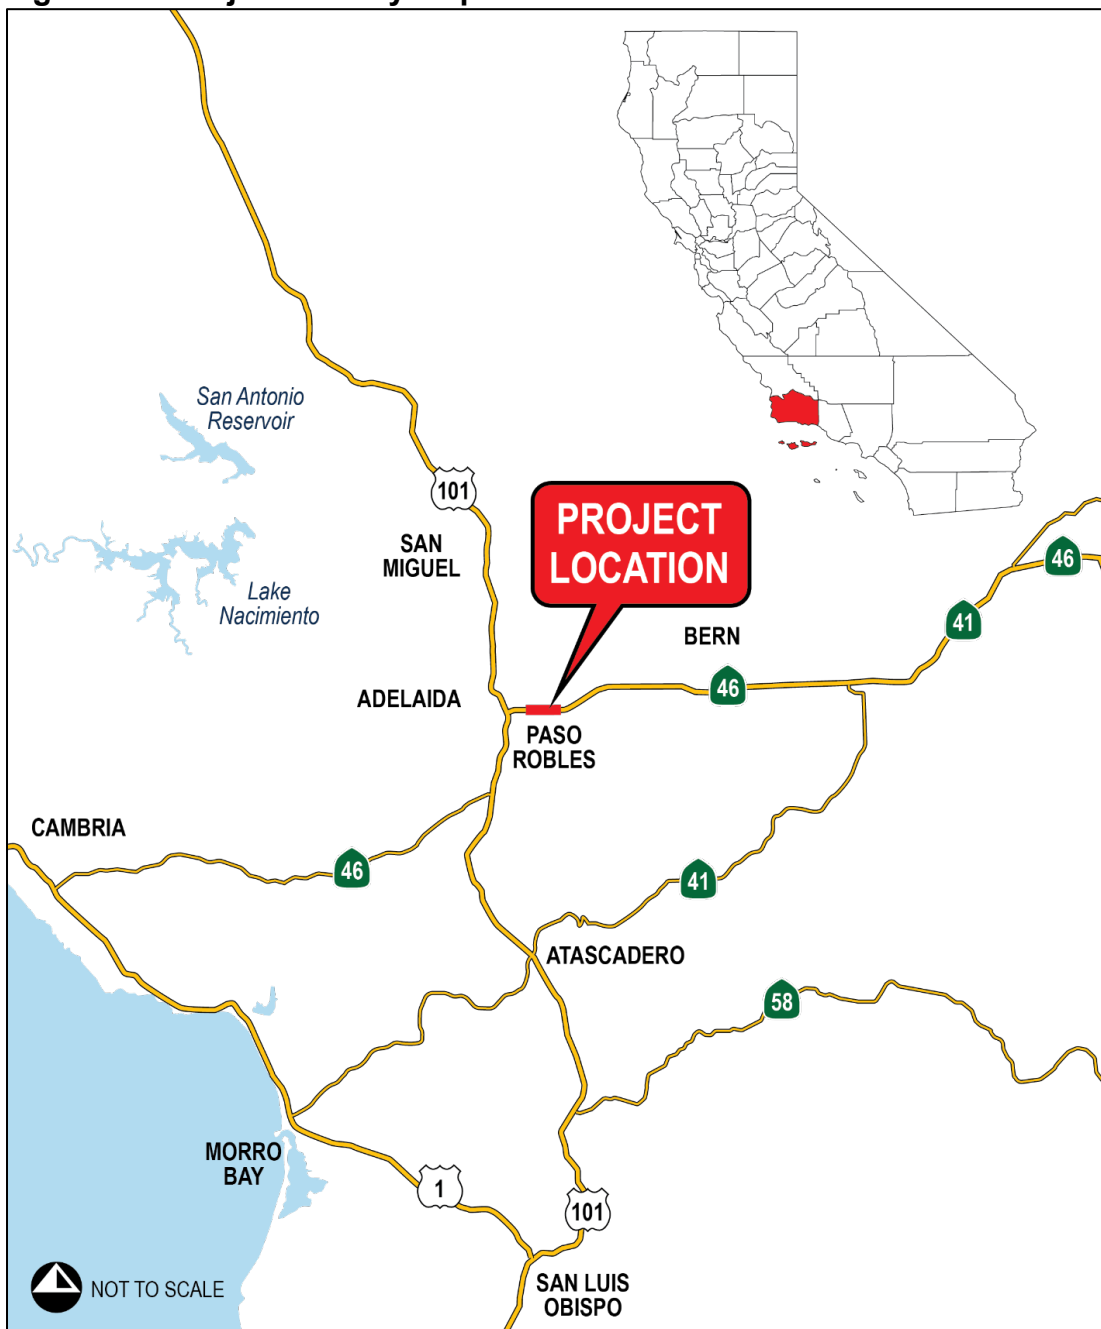 San Antonio
Reservoir
101
PROJECT
LOCATION
SAN
MIGUEL
46
Lake
Nacimiento
41
BERN
46
ADELAIDA
PASO
ROBLES
CAMBRIA
46
41
ATASCADERO
58
MORRO
BAY
1
101
NOT TO SCALE
SAN LUIS
OBISPO